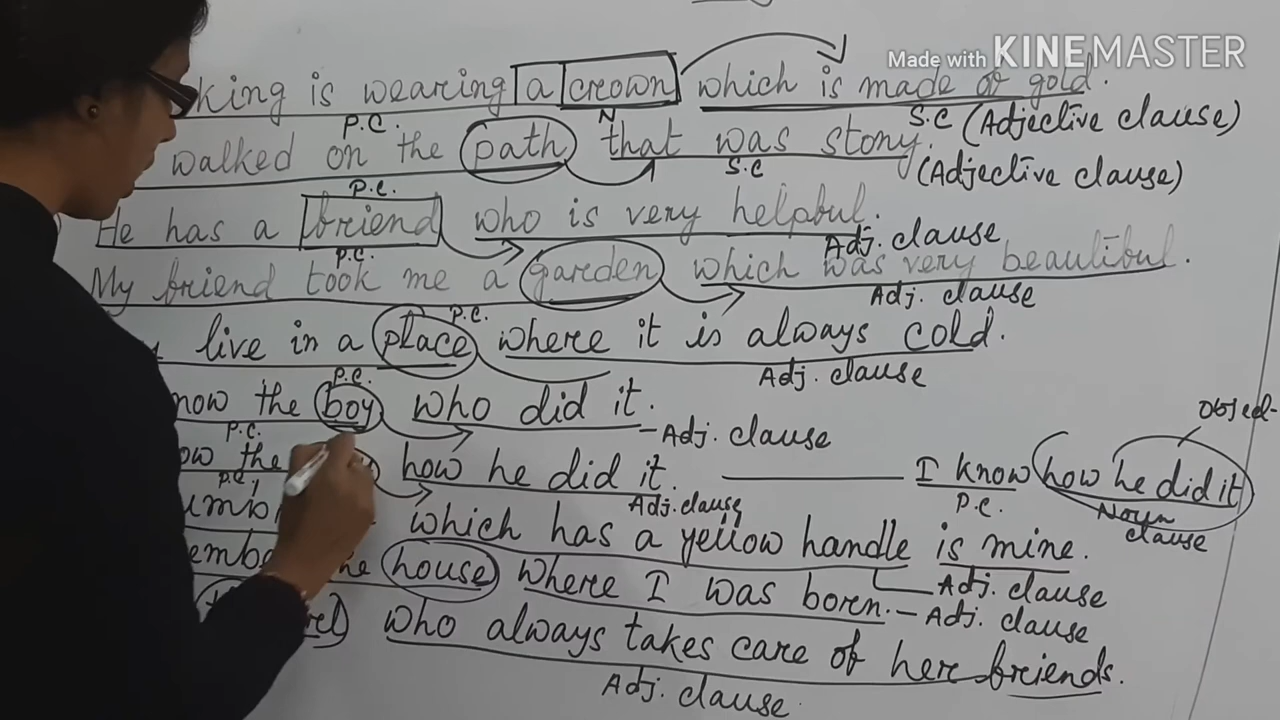 Made with KINEMASTER
king is wearing a crown which is made of gold.
P.C. N S.C (Adjective clause)
walked on the path that was stony.
P.C. S.C (Adjective clause)
He has a friend who is very helpful.
P.C. Adj. clause
My friend took me a garden which was very beautiful.
P.C. Adj. clause
live in a place where it is always cold.
P.C. Adj. clause
the boy who did it.
P.C. Adj. clause
the how he did it. I know how he did it
P.C. Adj. clause P.C. Noun clause Object
which has a yellow handle is mine.
Adj. clause
house where I was born. Adj. clause
who always takes care of her friends.
Adj. clause